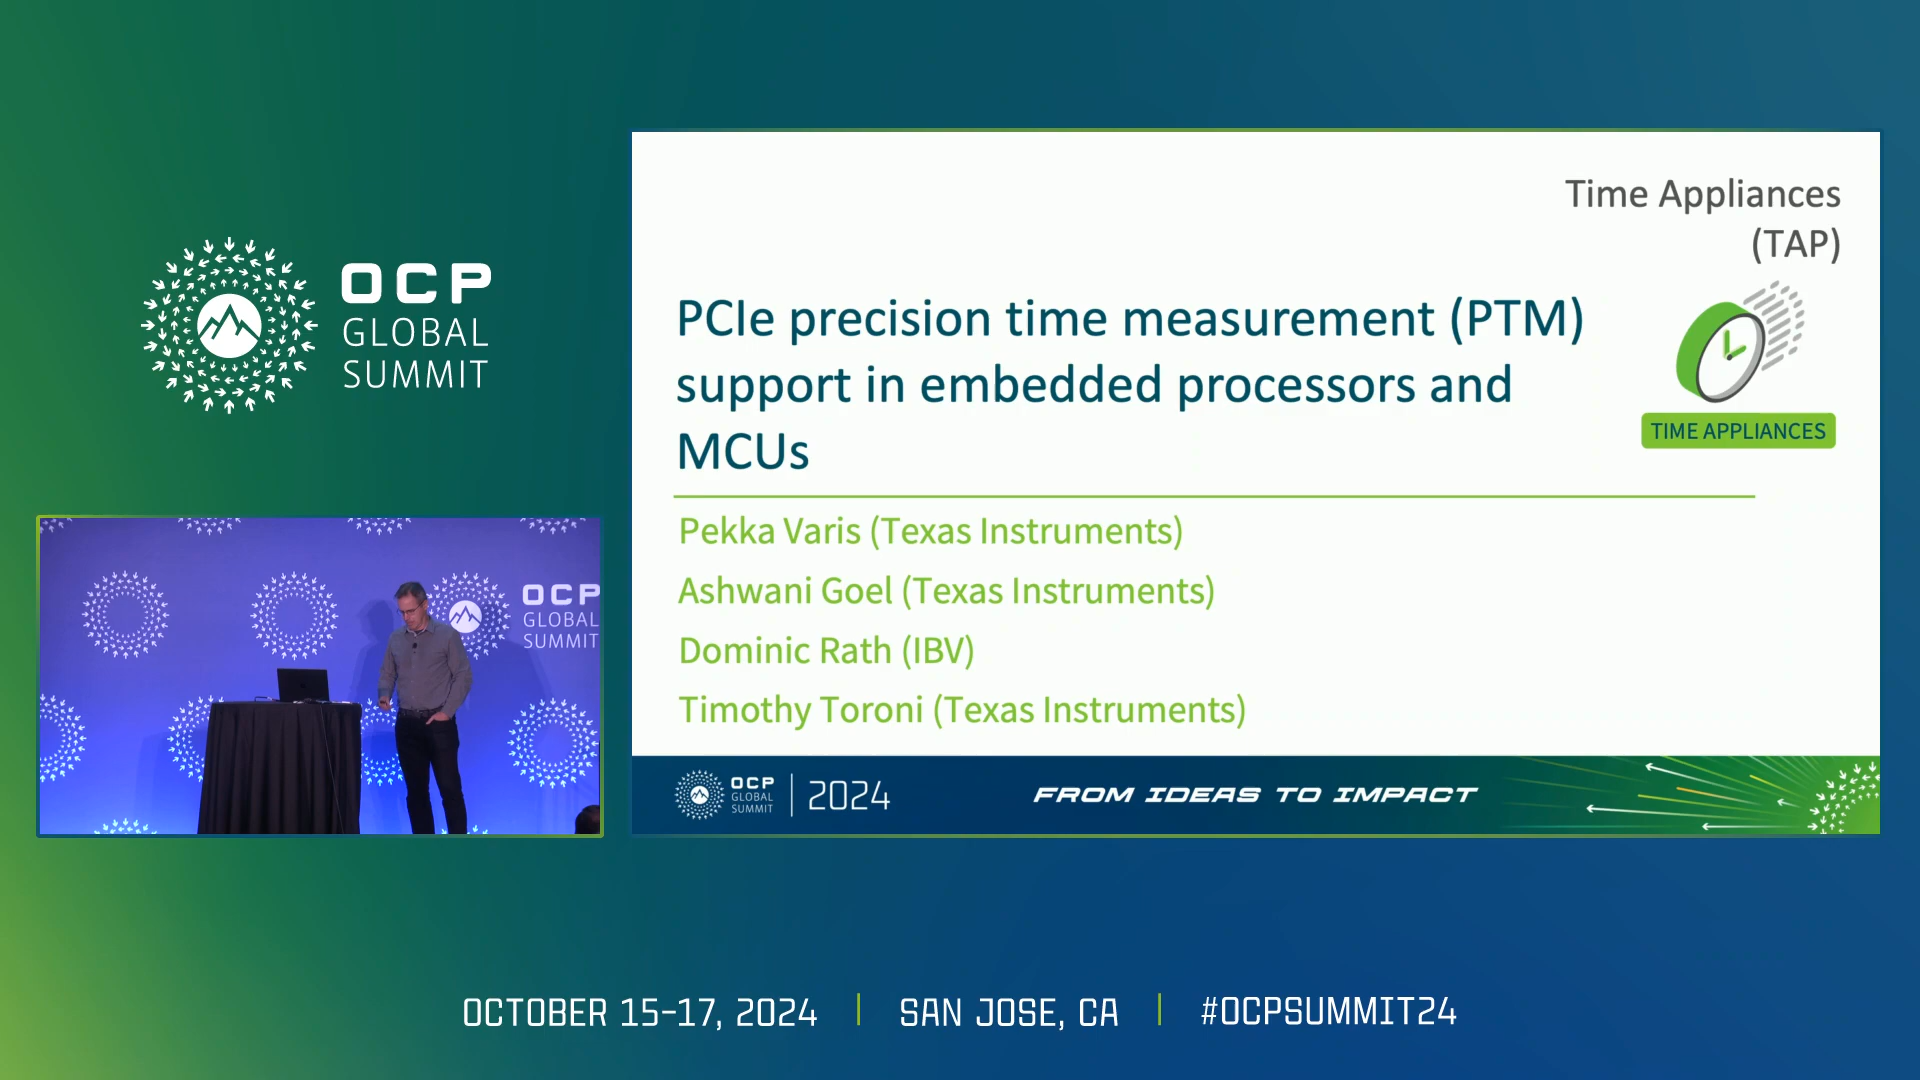 OCP
GLOBAL
SUMMIT
Time Appliances
(TAP)
PCIe precision time measurement (PTM)
support in embedded processors and
MCUs
TIME APPLIANCES
Pekka Varis (Texas Instruments)
Ashwani Goel (Texas Instruments)
Dominic Rath (IBV)
Timothy Toroni (Texas Instruments)
OCP
GLOBAL
SUMMIT
OCP
GLOBAL
SUMMIT
2024
FROM IDEAS TO IMPACT
OCTOBER 15-17, 2024
SAN JOSE, CA
#OCPSUMMIT24